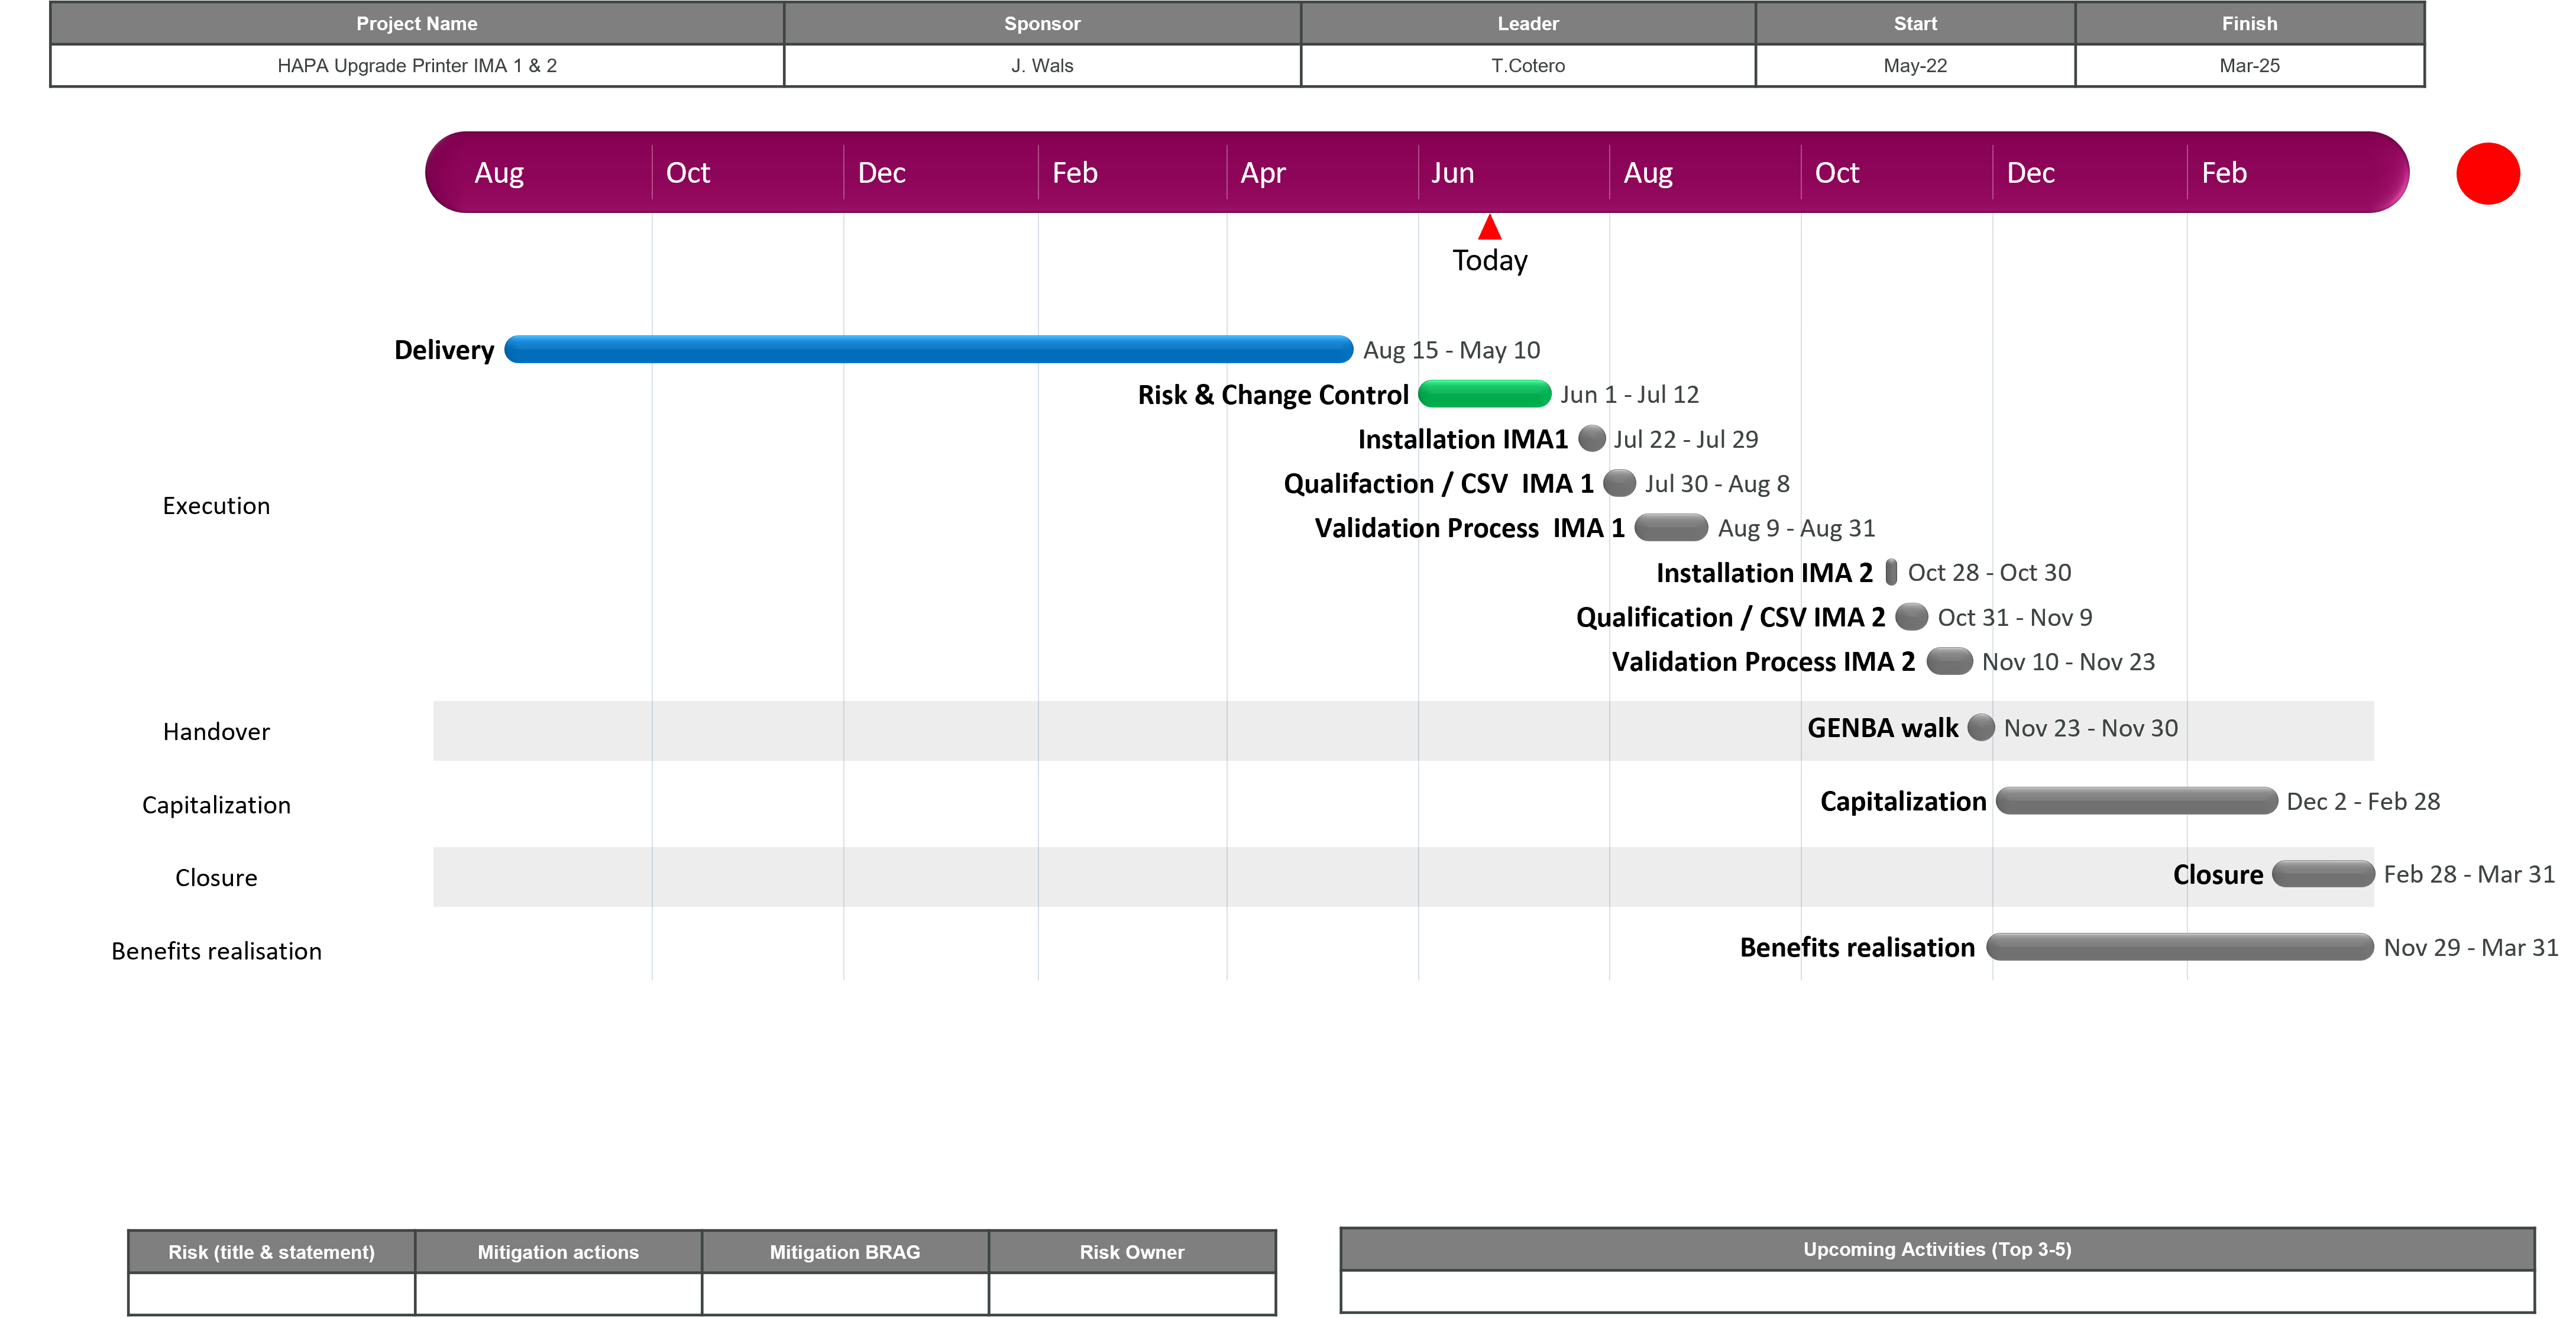 Project Name Sponsor Leader Start Finish
HAPA Upgrade Printer IMA 1 & 2 J. Wals T.Cotero May-22 Mar-25
Aug Oct Dec Feb Apr Jun Aug Oct Dec Feb
Today
Delivery Aug 15 - May 10
Risk & Change Control Jun 1 - Jul 12
Installation IMA1 Jul 22 - Jul 29
Qualifaction / CSV  IMA 1 Jul 30 - Aug 8
Execution
Validation Process  IMA 1 Aug 9 - Aug 31
Installation IMA 2 Oct 28 - Oct 30
Qualification / CSV IMA 2 Oct 31 - Nov 9
Validation Process IMA 2 Nov 10 - Nov 23
Handover GENBA walk Nov 23 - Nov 30
Capitalization Capitalization Dec 2 - Feb 28
Closure Closure Feb 28 - Mar 31
Benefits realisation Benefits realisation Nov 29 - Mar 31
Risk (title & statement) Mitigation actions Mitigation BRAG Risk Owner
Upcoming Activities (Top 3-5)